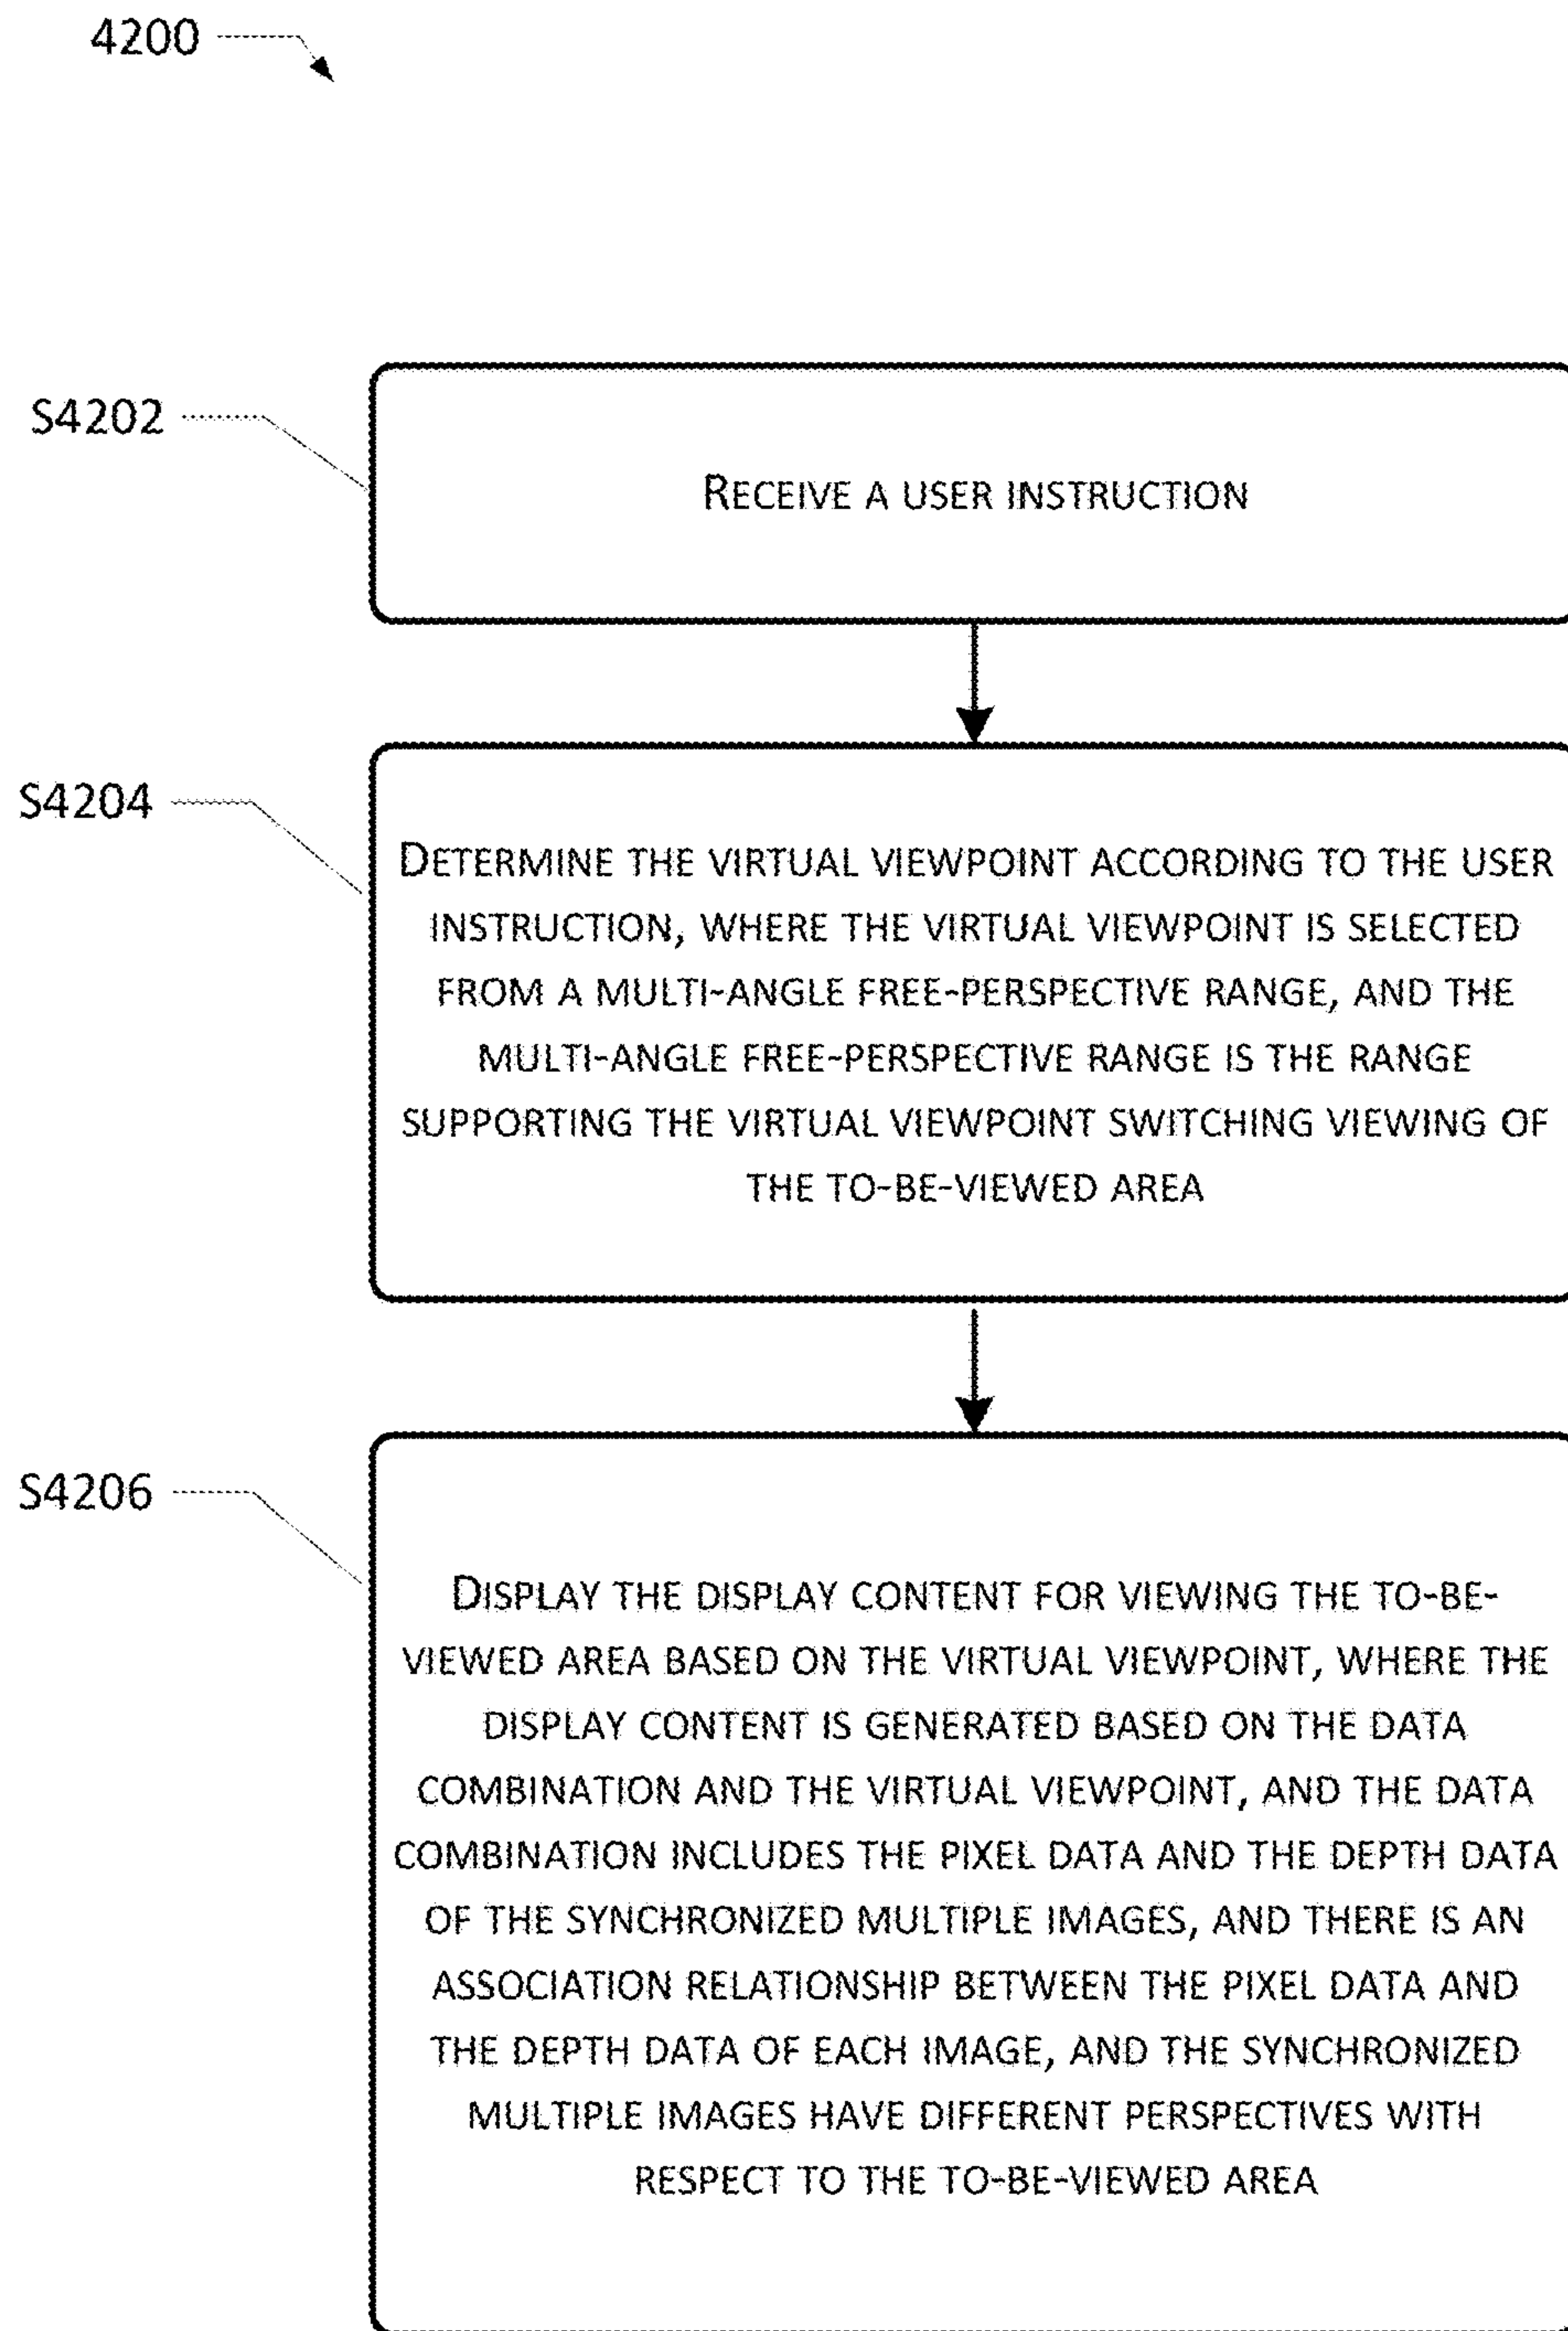 4200
S4202
RECEIVE A USER INSTRUCTION
S4204
DETERMINE THE VIRTUAL VIEWPOINT ACCORDING TO THE USER
INSTRUCTION, WHERE THE VIRTUAL VIEWPOINT IS SELECTED
FROM A MULTI-ANGLE FREE-PERSPECTIVE RANGE, AND THE
MULTI-ANGLE FREE-PERSPECTIVE RANGE IS THE RANGE
SUPPORTING THE VIRTUAL VIEWPOINT SWITCHING VIEWING OF
THE TO-BE-VIEWED AREA
S4206
DISPLAY THE DISPLAY CONTENT FOR VIEWING THE TO-BE-
VIEWED AREA BASED ON THE VIRTUAL VIEWPOINT, WHERE THE
DISPLAY CONTENT IS GENERATED BASED ON THE DATA
COMBINATION AND THE VIRTUAL VIEWPOINT, AND THE DATA
COMBINATION INCLUDES THE PIXEL DATA AND THE DEPTH DATA
OF THE SYNCHRONIZED MULTIPLE IMAGES, AND THERE IS AN
ASSOCIATION RELATIONSHIP BETWEEN THE PIXEL DATA AND
THE DEPTH DATA OF EACH IMAGE, AND THE SYNCHRONIZED
MULTIPLE IMAGES HAVE DIFFERENT PERSPECTIVES WITH
RESPECT TO THE TO-BE-VIEWED AREA